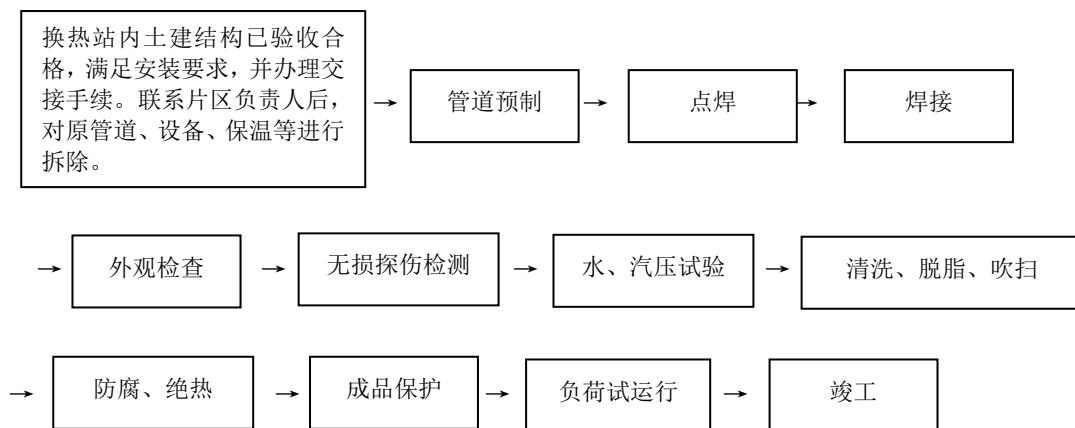 换热站内土建结构已验收合
格，满足安装要求，并办理交
接手续。联系片区负责人后，
对原管道、设备、保温等进行
拆除。
→ 管道预制 → 点焊 → 焊接
→ 外观检查 → 无损探伤检测 → 水、汽压试验 → 清洗、脱脂、吹扫
→ 防腐、绝热 → 成品保护 → 负荷试运行 → 竣工